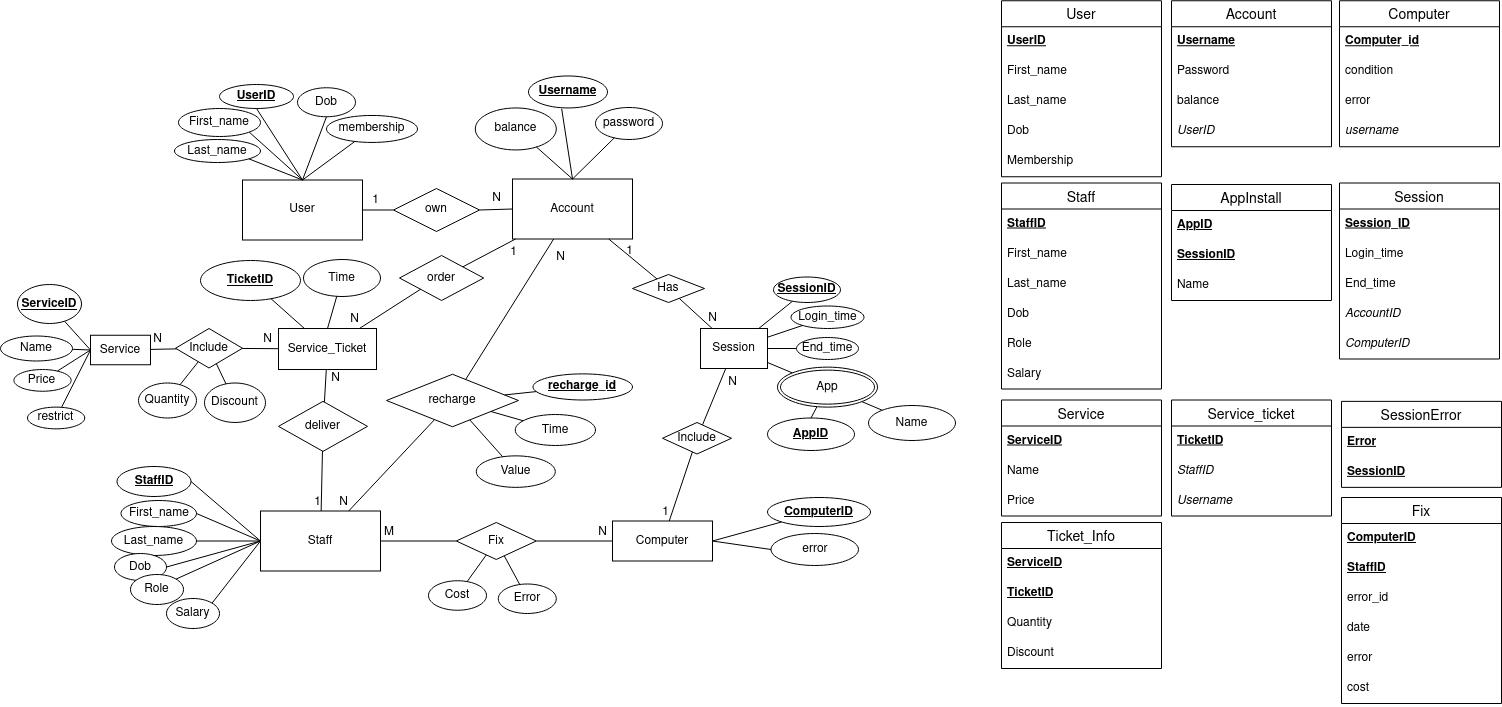 UserID
Dob
First_name
membership
Last_name
User
1
own
N
Username
balance
password
Account
1
N
1
order
Has
TicketID
Time
N
N
ServiceID
Name
Price
restrict
Service
N
Include
N
Quantity
Discount
Service_Ticket
N
deliver
1
N
recharge
recharge_id
Time
Value
SessionID
Login_time
End_time
Session
App
AppID
Name
N
Include
1
StaffID
First_name
Last_name
Dob
Role
Salary
Staff
M
Fix
N
Cost
Error
Computer
ComputerID
error
User
UserID
First_name
Last_name
Dob
Membership
Account
Username
Password
balance
UserID
Computer
Computer_id
condition
error
username
Staff
StaffID
First_name
Last_name
Dob
Role
Salary
AppInstall
AppID
SessionID
Name
Session
Session_ID
Login_time
End_time
AccountID
ComputerID
Service
ServiceID
Name
Price
Service_ticket
TicketID
StaffID
Username
SessionError
Error
SessionID
Ticket_Info
ServiceID
TicketID
Quantity
Discount
Fix
ComputerID
StaffID
error_id
date
error
cost